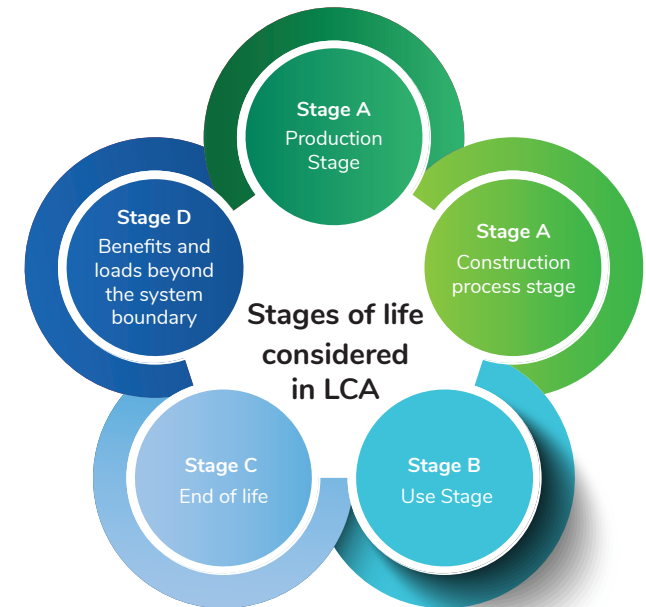 Stage A
Production
Stage
Stage A
Construction
process stage
Stage B
Use Stage
Stage C
End of life
Stage D
Benefits and
loads beyond
the system
boundary
Stages of life
considered
in LCA